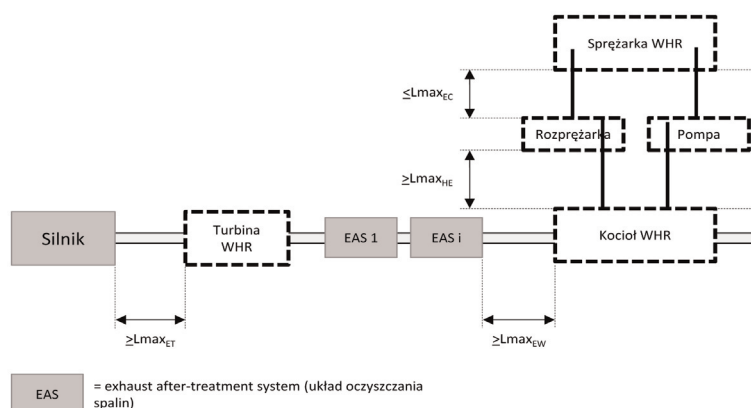 Sprężarka WHR
≤Lmax_EC
Rozprężarka
Pompa
≥Lmax_HE
Silnik
Turbina
WHR
EAS 1
EAS i
Kocioł WHR
≥Lmax_ET
≥Lmax_EW
EAS
= exhaust after-treatment system (układ oczyszczania
spalin)